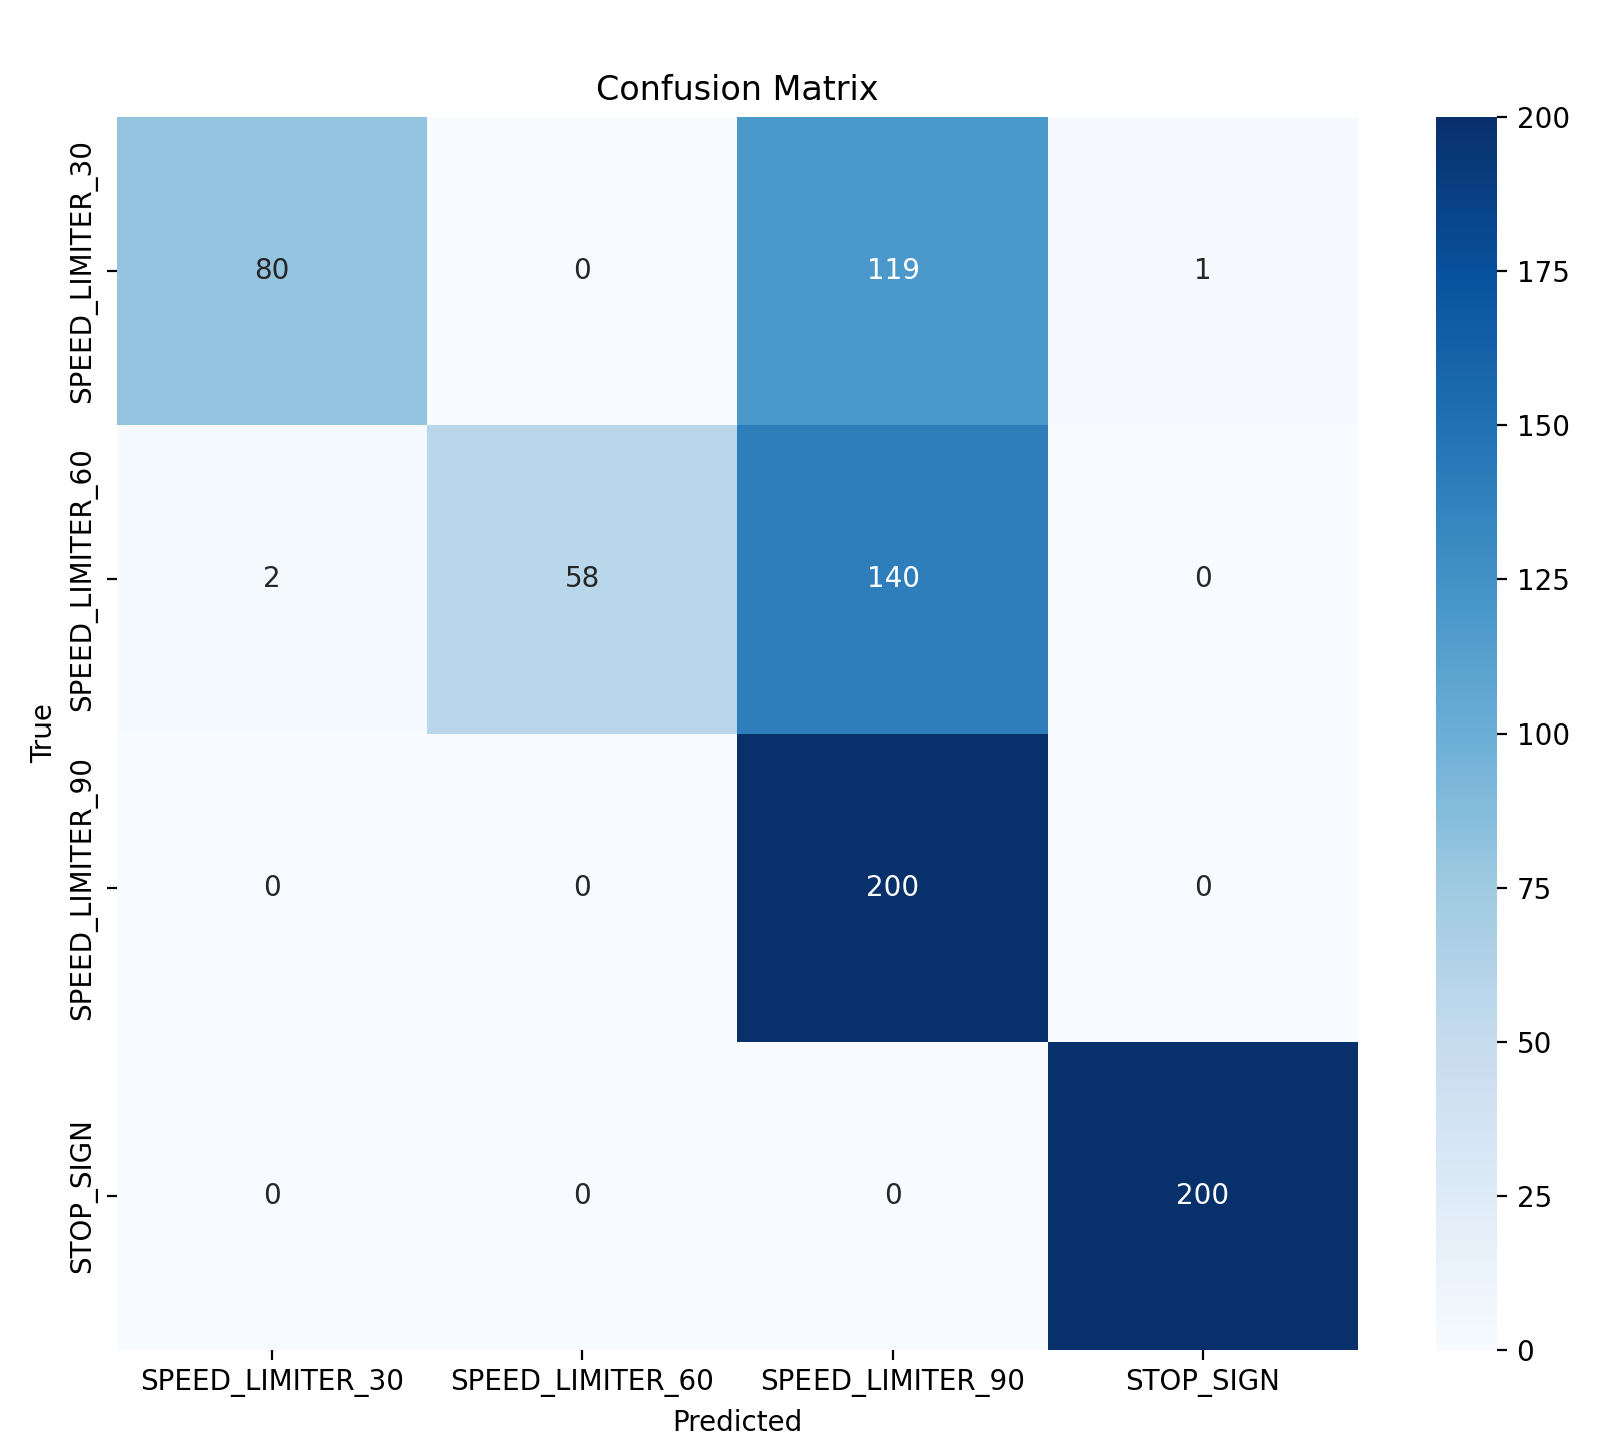 Confusion Matrix
True
SPEED_LIMITER_30
80 0 119 1
SPEED_LIMITER_60
2 58 140 0
SPEED_LIMITER_90
0 0 200 0
STOP_SIGN
0 0 0 200
SPEED_LIMITER_30 SPEED_LIMITER_60 SPEED_LIMITER_90 STOP_SIGN
Predicted
200
175
150
125
100
75
50
25
0